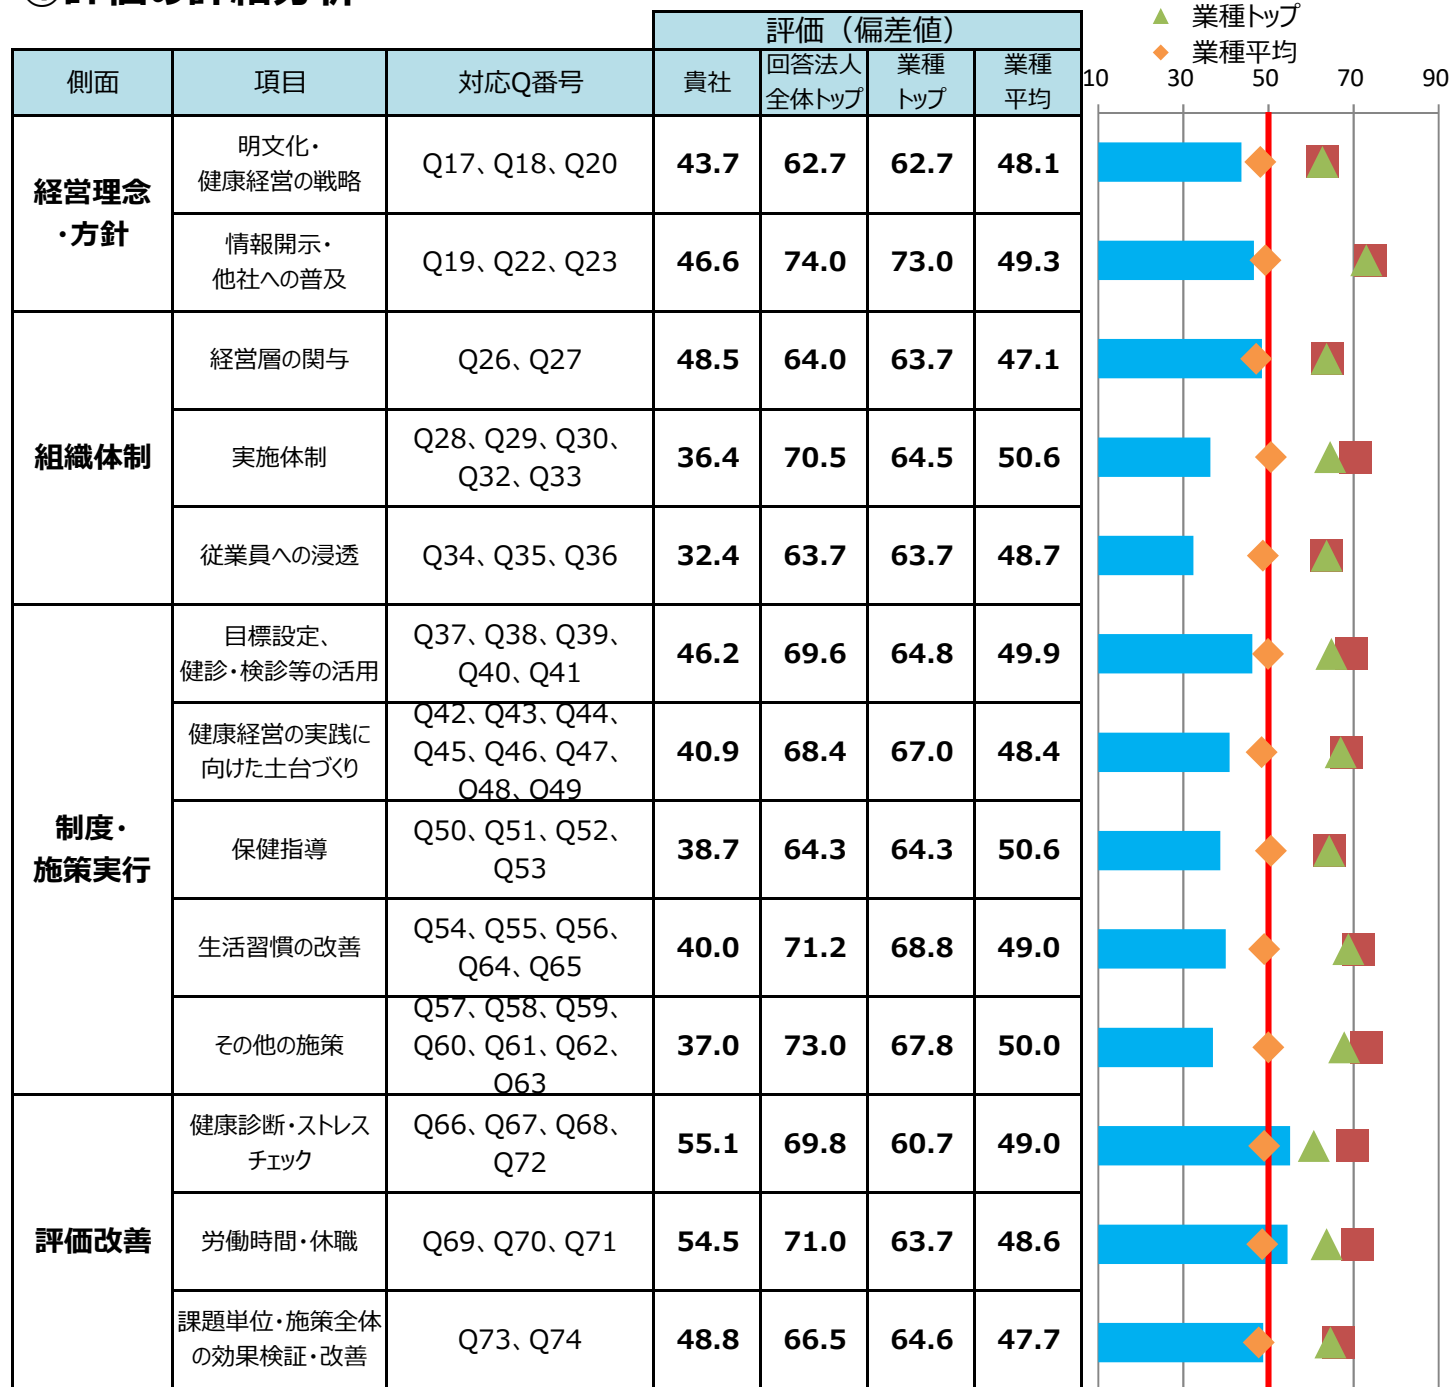 評価（偏差値）
▲ 業種トップ
◆ 業種平均
側面 項目 対応Q番号 貴社 回答法人 業種 業種
全体トップ トップ 平均
10 30 50 70 90
経営理念
・方針
明文化・
健康経営の戦略
Q17、Q18、Q20 43.7 62.7 62.7 48.1
情報開示・
他社への普及
Q19、Q22、Q23 46.6 74.0 73.0 49.3
組織体制
経営層の関与 Q26、Q27 48.5 64.0 63.7 47.1
実施体制
Q28、Q29、Q30、
Q32、Q33
36.4 70.5 64.5 50.6
従業員への浸透 Q34、Q35、Q36 32.4 63.7 63.7 48.7
制度・
施策実行
目標設定、
健診・検診等の活用
Q37、Q38、Q39、
Q40、Q41
46.2 69.6 64.8 49.9
健康経営の実践に
向けた土台づくり
Q42、Q43、Q44、
Q45、Q46、Q47、
Q48、Q49
40.9 68.4 67.0 48.4
保健指導
Q50、Q51、Q52、
Q53
38.7 64.3 64.3 50.6
生活習慣の改善
Q54、Q55、Q56、
Q64、Q65
40.0 71.2 68.8 49.0
その他の施策
Q57、Q58、Q59、
Q60、Q61、Q62、
Q63
37.0 73.0 67.8 50.0
評価改善
健康診断・ストレス
チェック
Q66、Q67、Q68、
Q72
55.1 69.8 60.7 49.0
労働時間・休職 Q69、Q70、Q71 54.5 71.0 63.7 48.6
課題単位・施策全体
の効果検証・改善
Q73、Q74 48.8 66.5 64.6 47.7